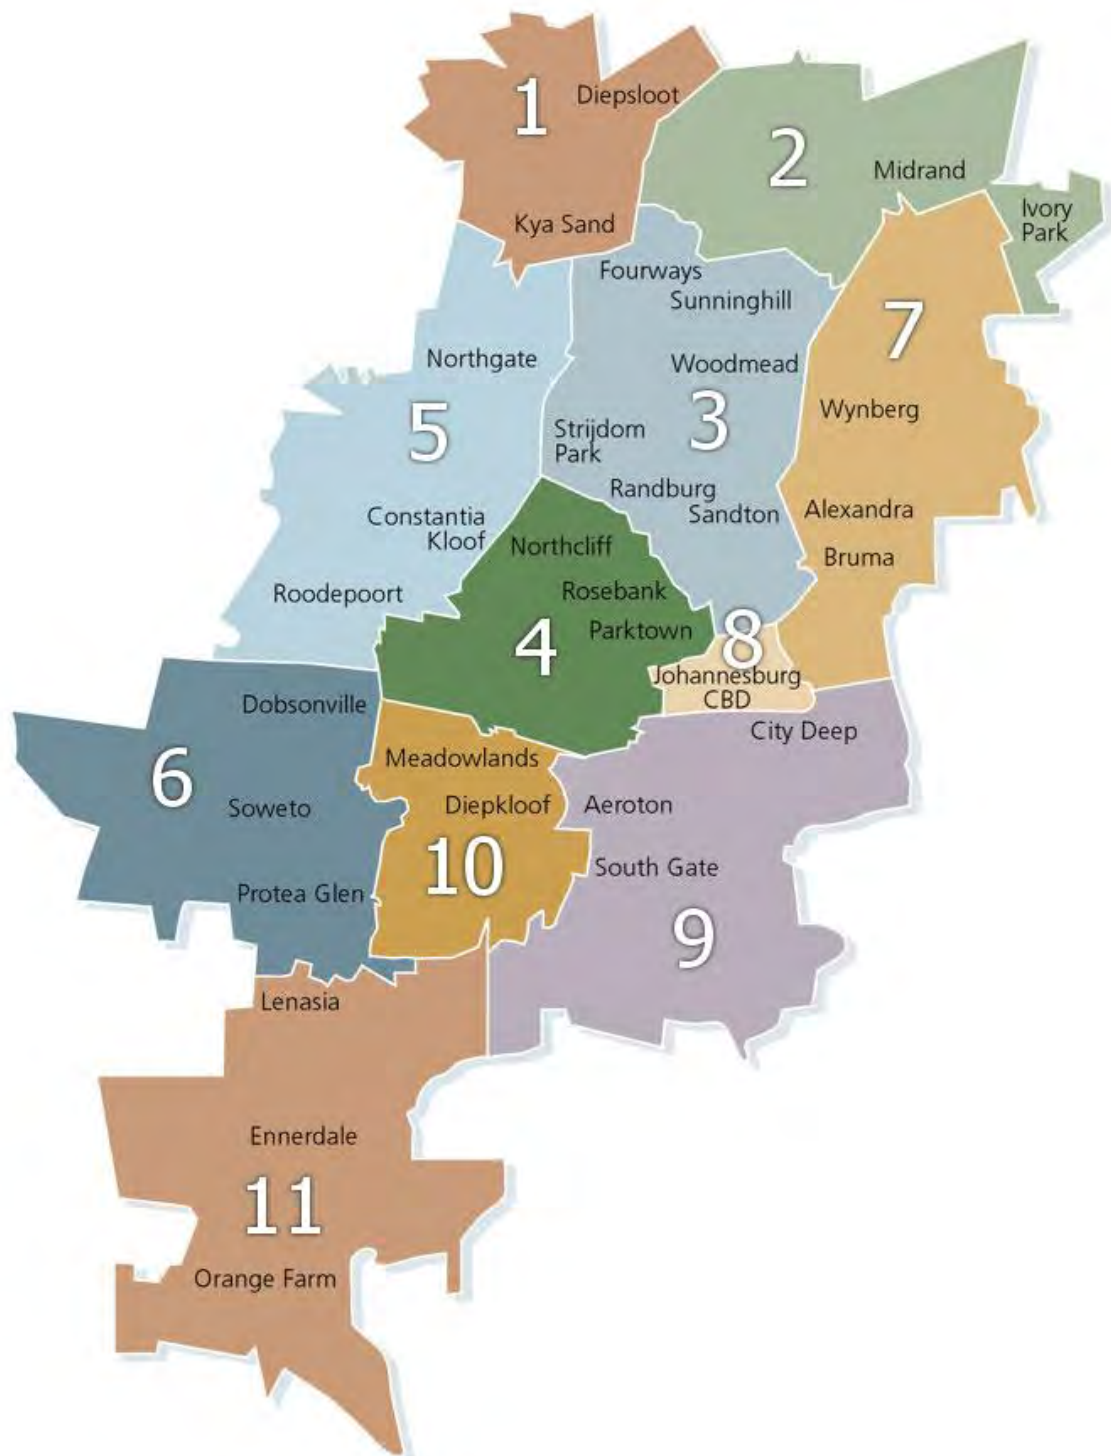 1
Diepsloot
2
Midrand
Ivory
Park
Kya Sand
Fourways
Sunninghill
7
Northgate
Woodmead
5
3
Wynberg
Strijdom
Park
Randburg
Sandton
Constantia
Kloof
Alexandra
Northcliff
Bruma
Roodepoort
Rosebank
4
Parktown
8
Johannesburg
CBD
Dobsonville
City Deep
6
Meadowlands
Soweto
Diepkloof
Aeroton
10
South Gate
Protea Glen
9
Lenasia
Ennerdale
11
Orange Farm